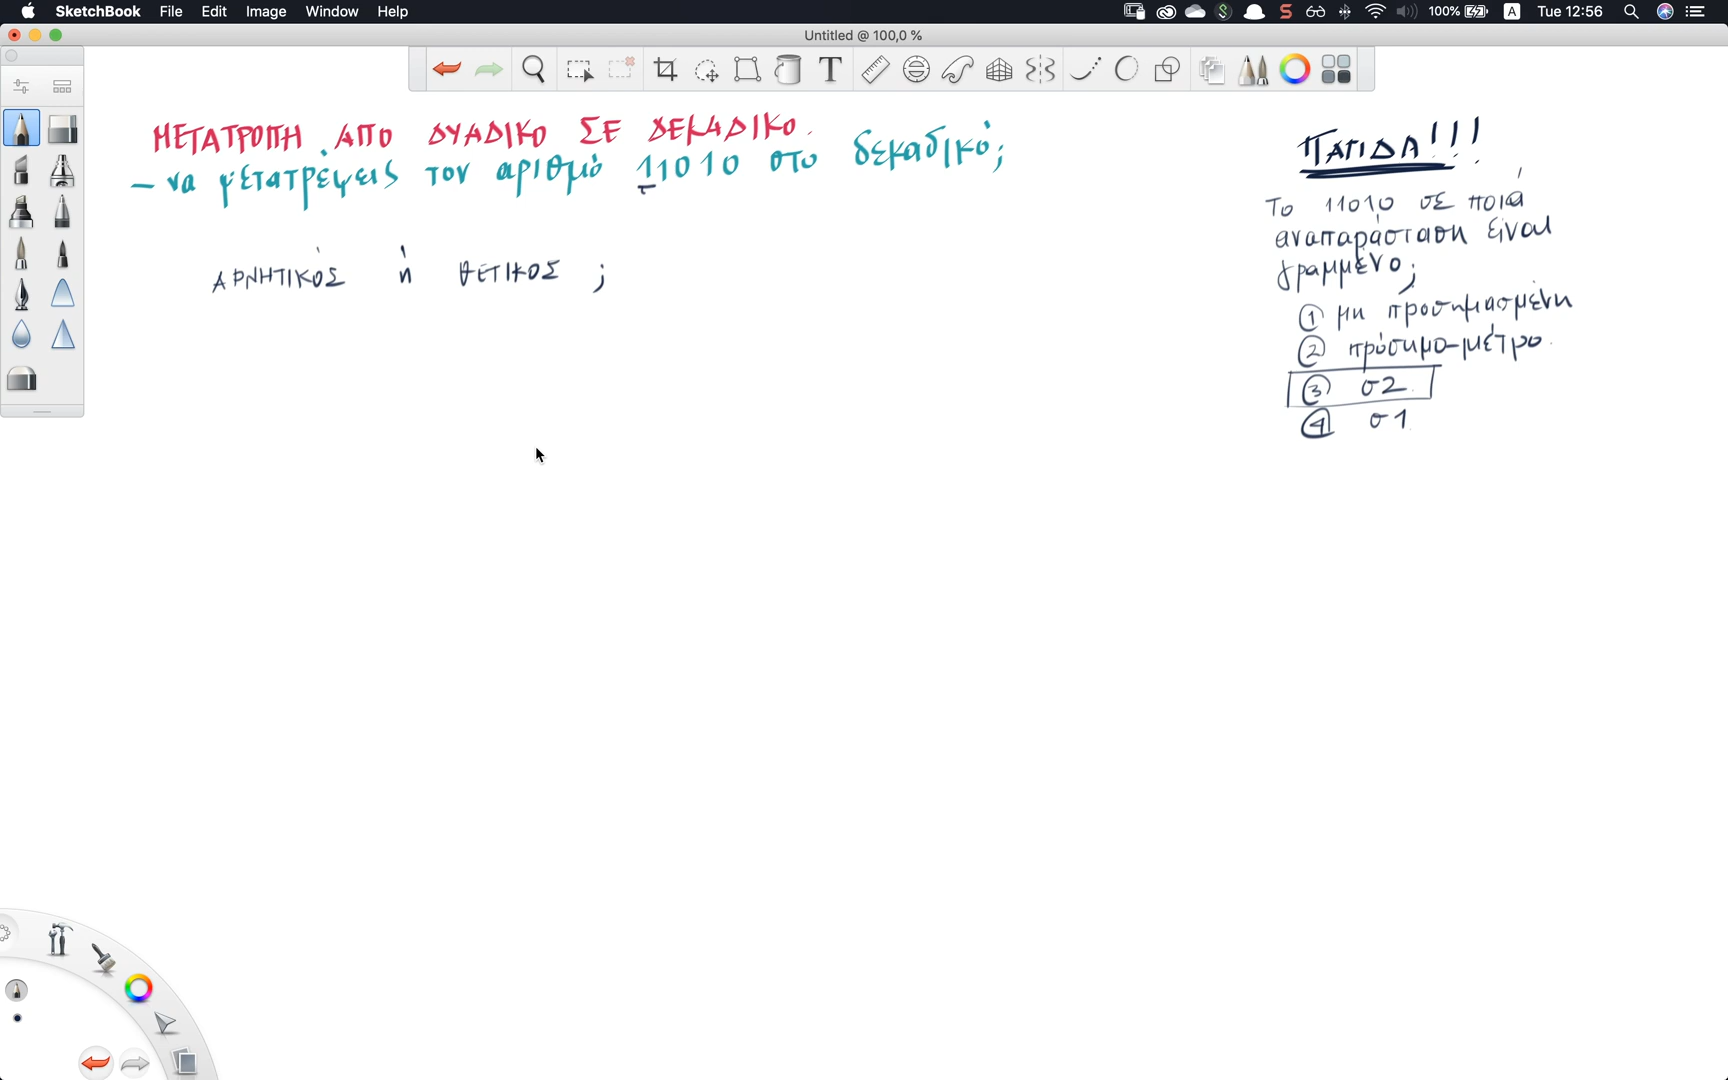 SketchBook File Edit Image Window Help
100% A Tue 12:56
Untitled @ 100,0 %
ΜΕΤΑΤΡΟΠΗ ΑΠΟ ΔΥΑΔΙΚΟ ΣΕ ΔΕΚΑΔΙΚΟ.
- να μετατρέψεις τον αριθμό 11010 στο δεκαδικό;
ΑΡΝΗΤΙΚΌΣ ή ΘΕΤΙΚΟΣ ;
ΠΑΓΙΔΑ!!!
Το 11010 σε ποιά
αναπαράσταση είναι
γραμμένο;
① μη προσημασμένη
② πρόσημο-μέτρο.
③ σ2
④ σ1